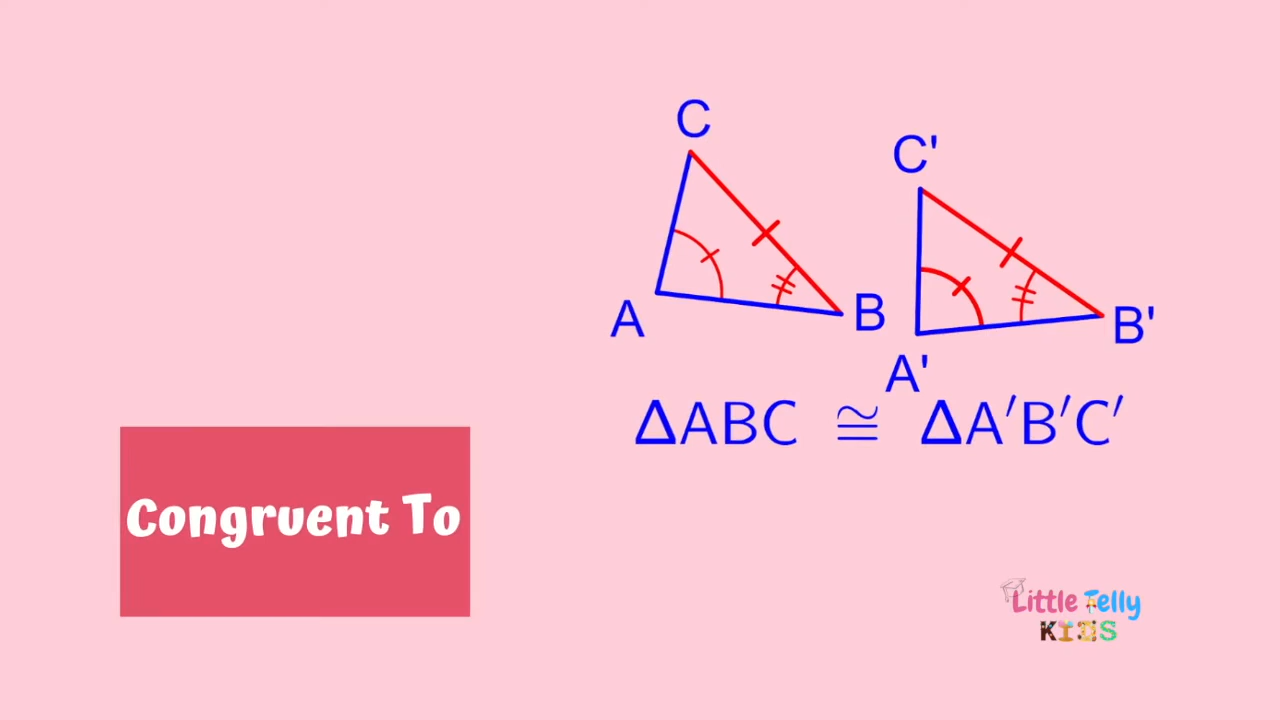 C
C'
A
B
A'
B'
ΔABC ≅ ΔA′B′C′
Congruent To
Little Telly
KIDS